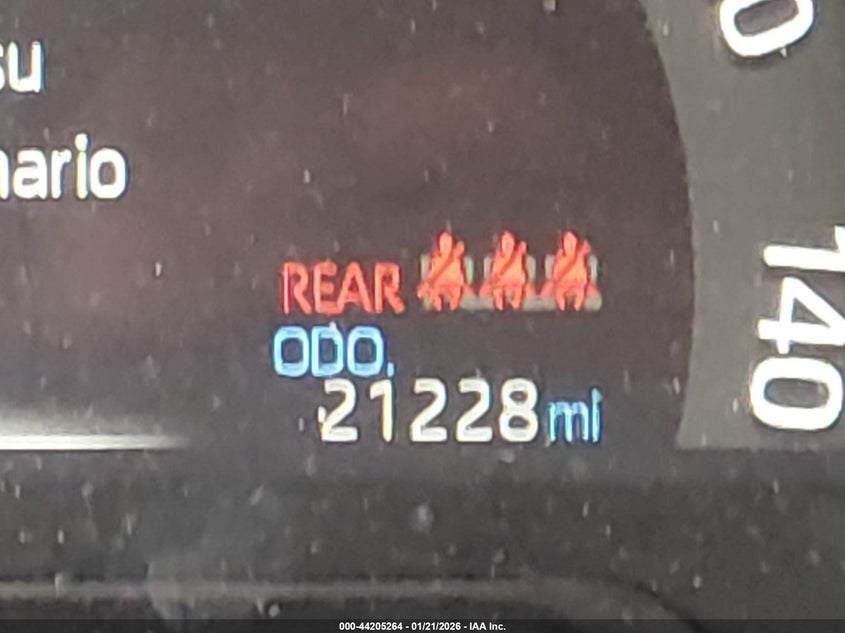 su
nario
REAR
ODO.
21228 mi
140
000-44205264 - 01/21/2026 - IAA Inc.